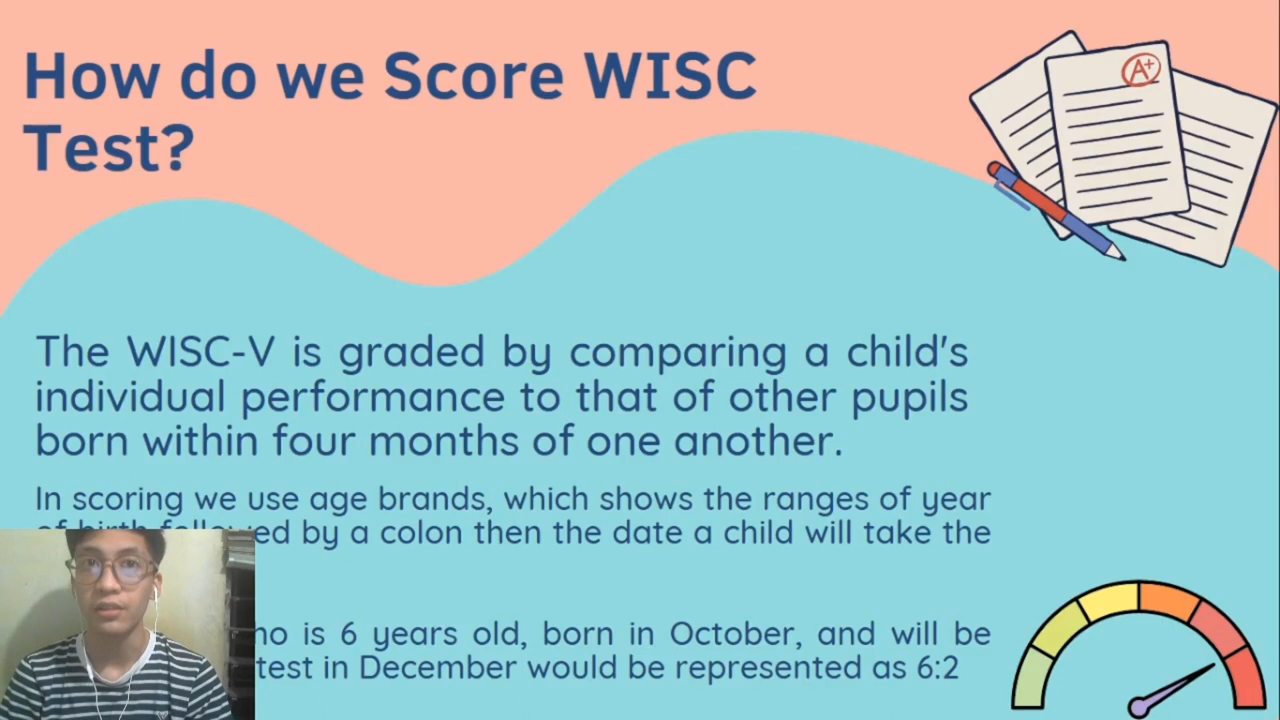 How do we Score WISC
Test?
A+
The WISC-V is graded by comparing a child's
individual performance to that of other pupils
born within four months of one another.
In scoring we use age brands, which shows the ranges of year
by a colon then the date a child will take the
is 6 years old, born in October, and will be
test in December would be represented as 6:2